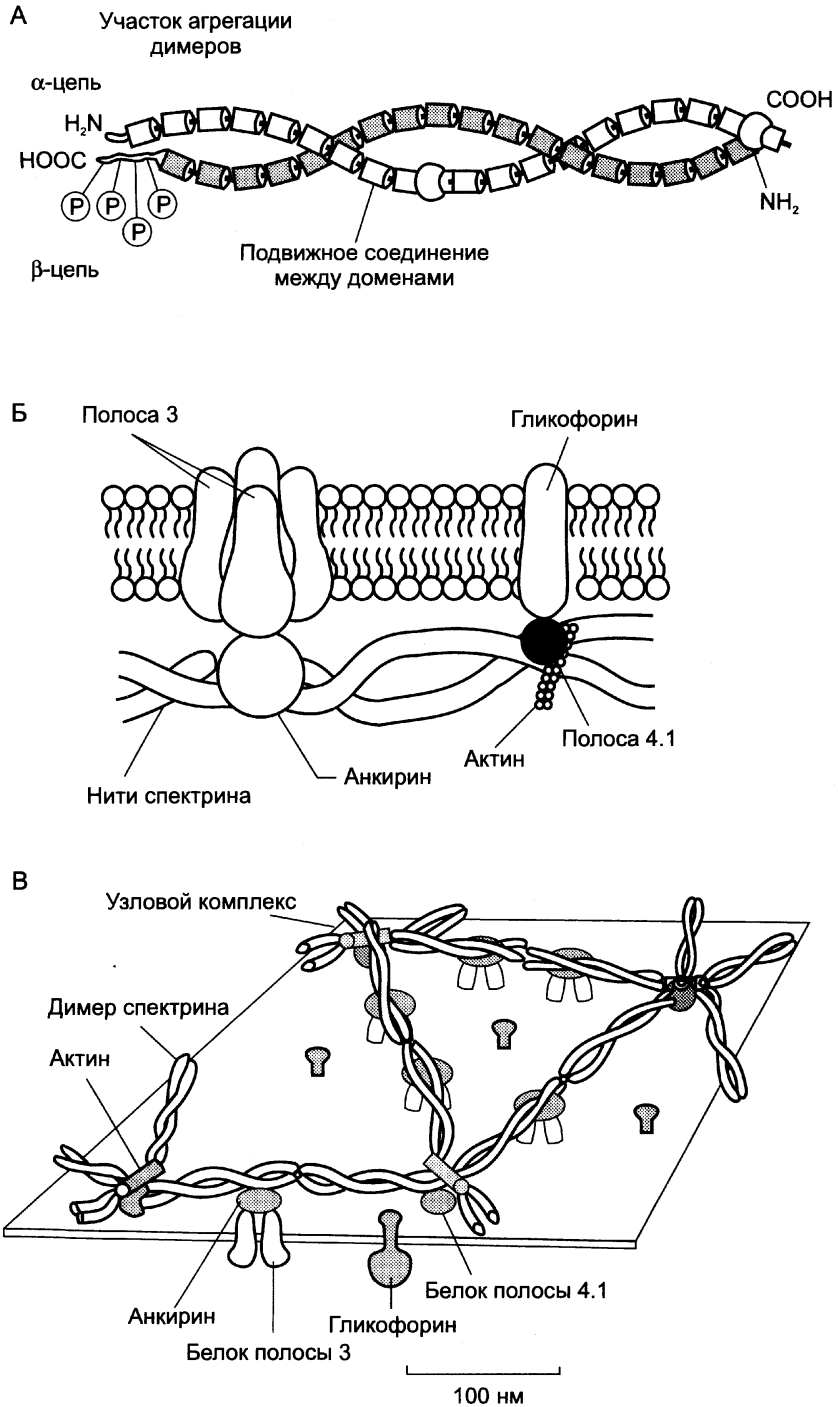 А
Участок агрегации
димеров
α-цепь
H₂N
COOH
HOOC
P P P P
NH₂
β-цепь
Подвижное соединение
между доменами
Б
Полоса 3
Гликофорин
Полоса 4.1
Актин
Анкирин
Нити спектрина
В
Узловой комплекс
Димер спектрина
Актин
Белок полосы 4.1
Анкирин
Гликофорин
Белок полосы 3
100 нм